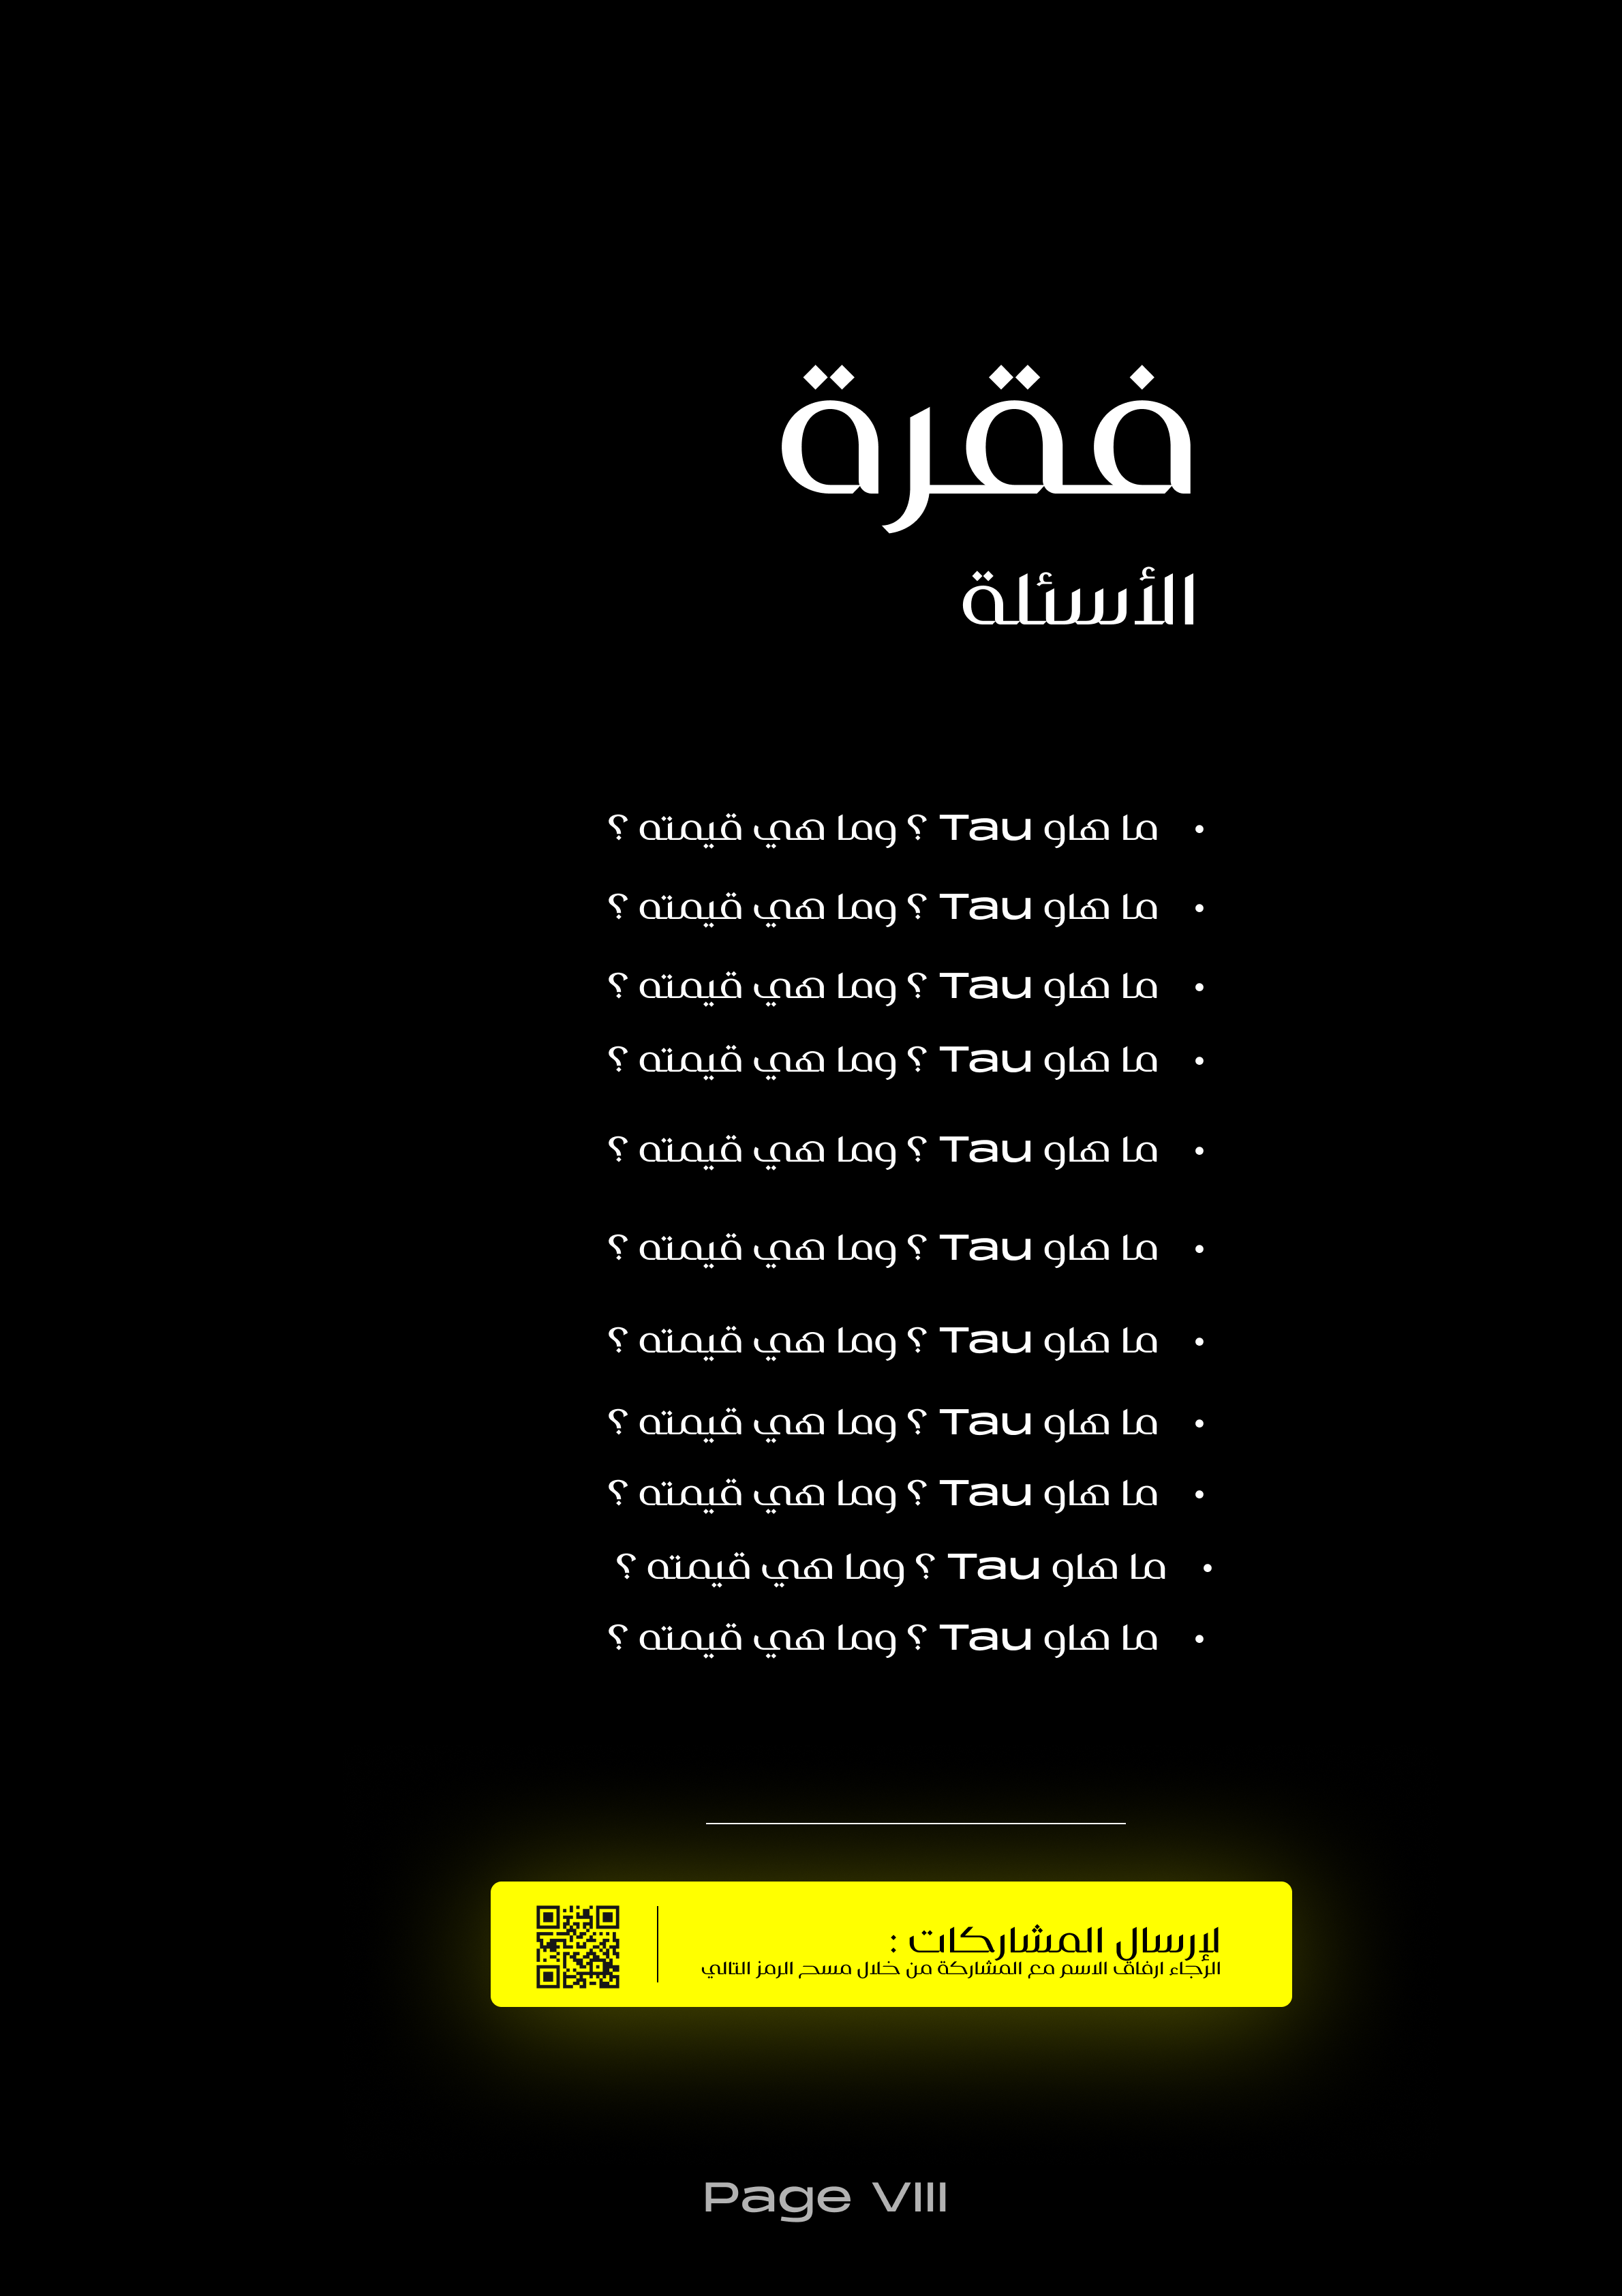 فقرة
الأسئلة
• ما هاو Tau ؟ وما هي قيمته ؟
• ما هاو Tau ؟ وما هي قيمته ؟
• ما هاو Tau ؟ وما هي قيمته ؟
• ما هاو Tau ؟ وما هي قيمته ؟
• ما هاو Tau ؟ وما هي قيمته ؟
• ما هاو Tau ؟ وما هي قيمته ؟
• ما هاو Tau ؟ وما هي قيمته ؟
• ما هاو Tau ؟ وما هي قيمته ؟
• ما هاو Tau ؟ وما هي قيمته ؟
• ما هاو Tau ؟ وما هي قيمته ؟
• ما هاو Tau ؟ وما هي قيمته ؟
لإرسال المشاركات :
الرجاء ارفاق الاسم مع المشاركة من خلال مسح الرمز التالي
Page VIII